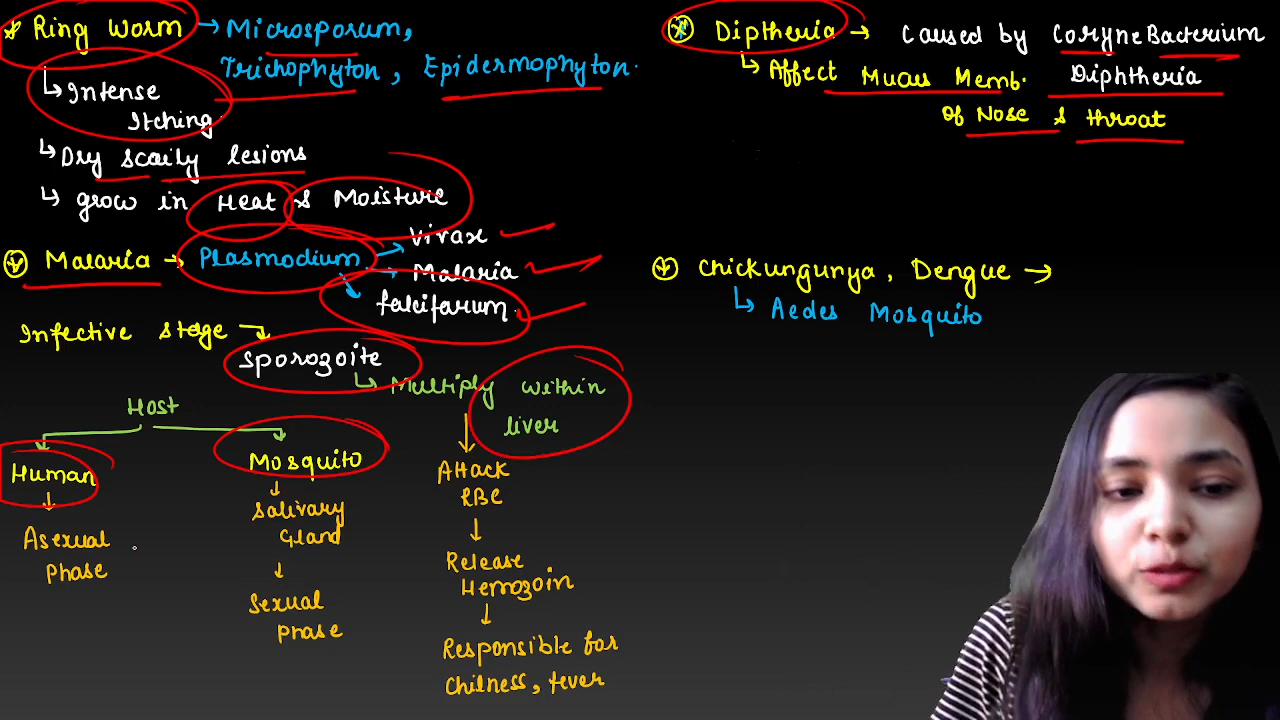 Ring Worm → Microsporum,
Trichophyton, Epidermophyton.
↳ Intense
Itching
↳ Dry scaily lesions
↳ grow in Heat & Moisture
Malaria → Plasmodium → Vivax
→ Malaria
falcifarum
Infective stage
Sporozoite
↳ Multiply within
liver
Host
Human
Mosquito
Asexual
Phase
Salivary
Gland
↓
Sexual
Phase
Attack
RBC
↓
Release
Hemozoin
↓
Responsible for
Chilness, fever
Diptheria → Caused by CoryneBacterium
Diphtheria
↳ Affect Mucus Memb.
of Nose & throat
Chickungunya, Dengue →
↳ Aedes Mosquito